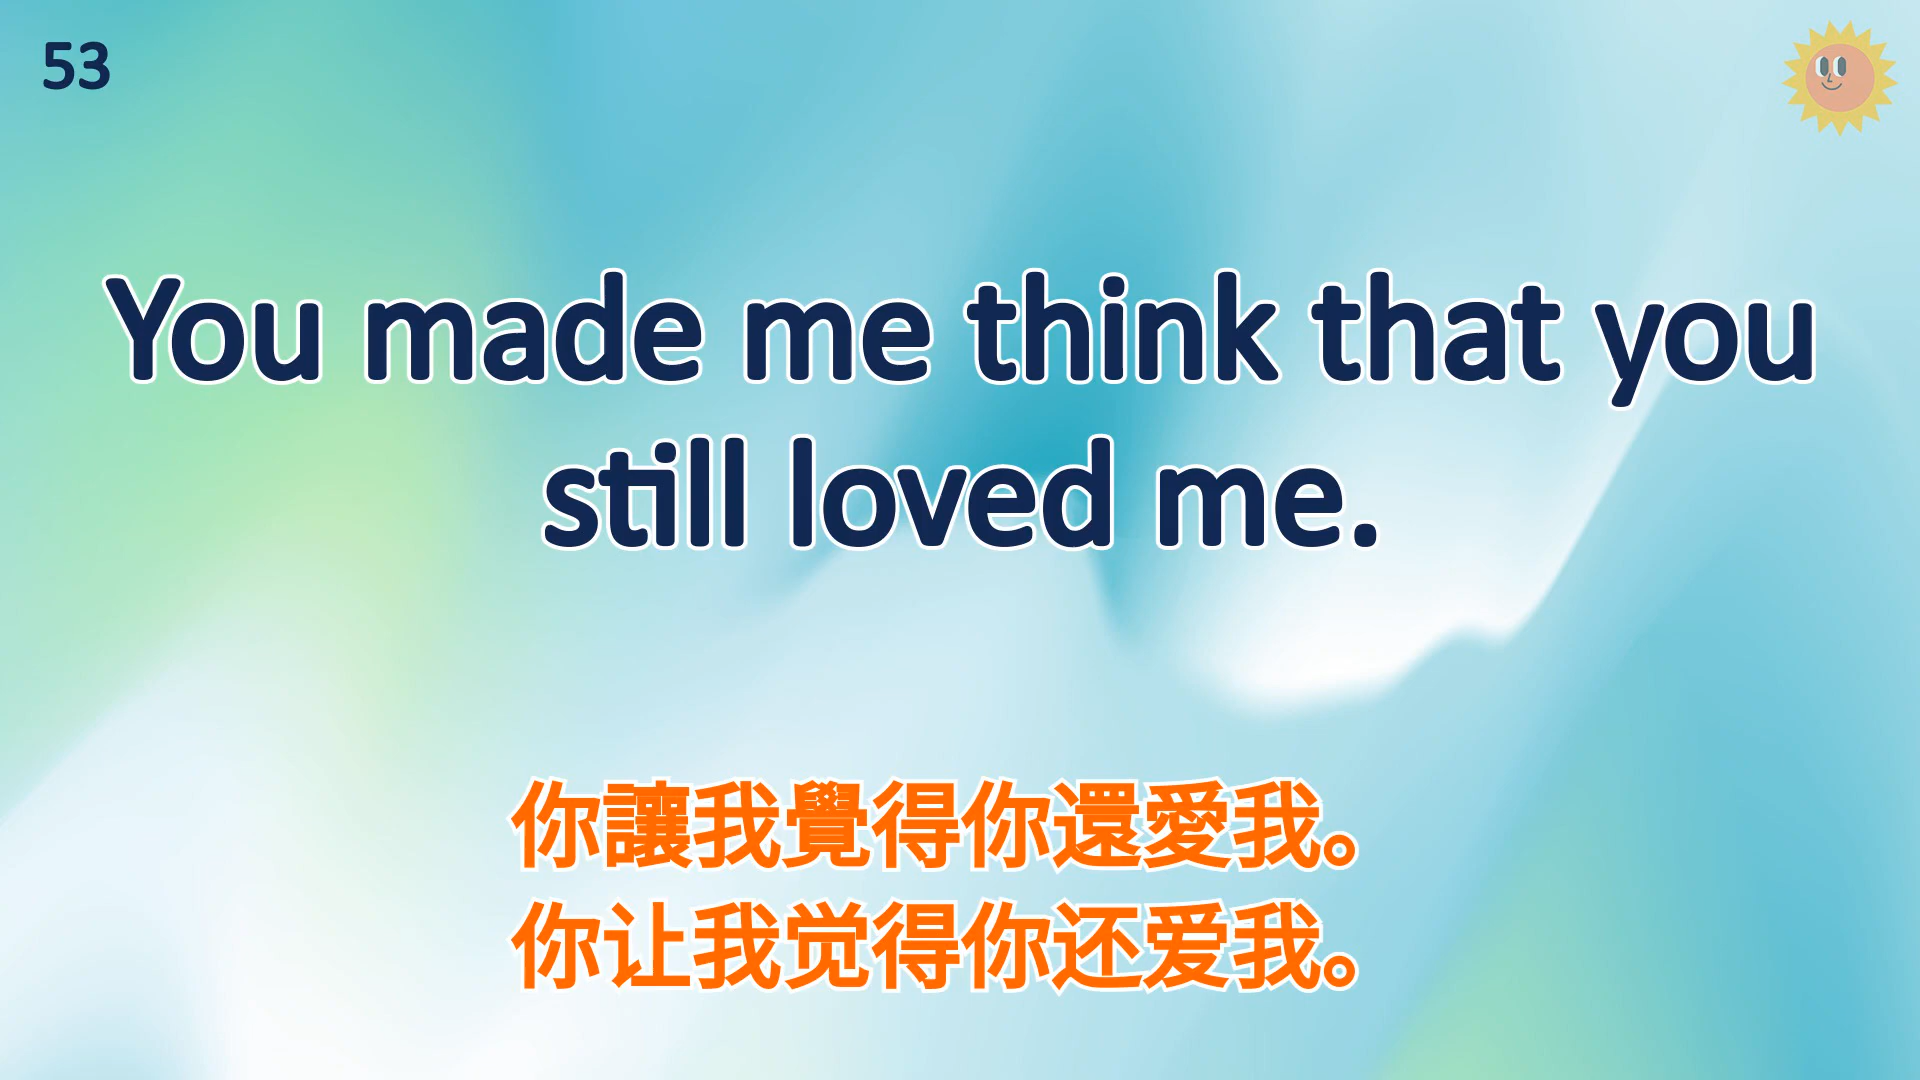 53
You made me think that you
still loved me.
你讓我覺得你還愛我。
你让我觉得你还爱我。